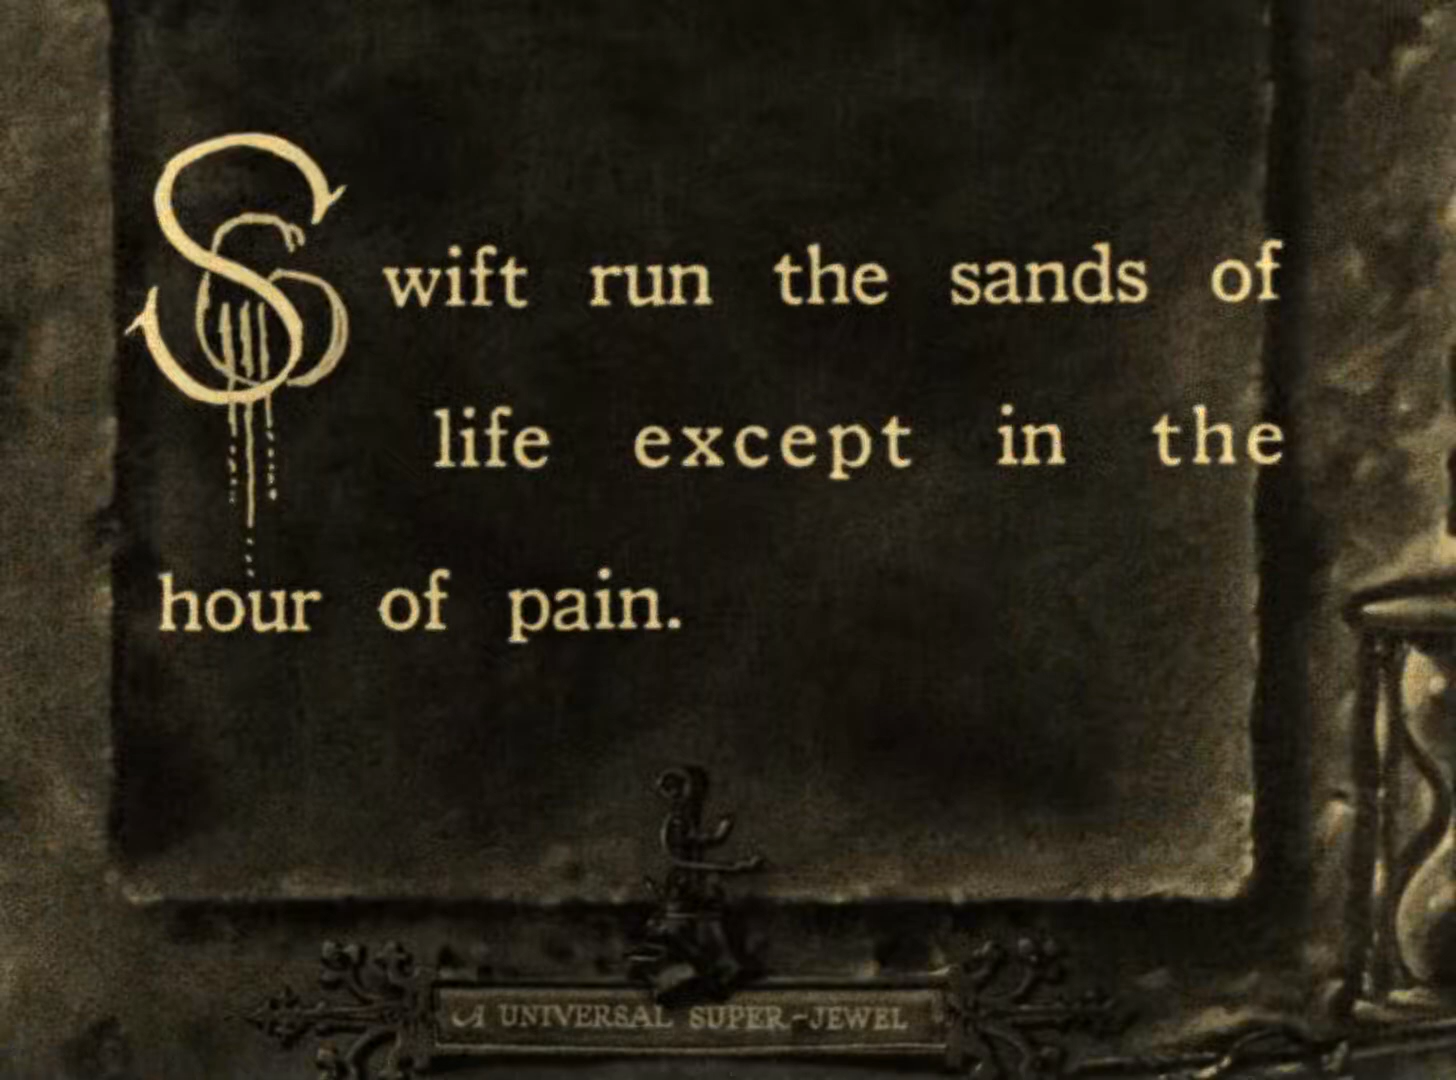 Swift run the sands of
life except in the
hour of pain.
A UNIVERSAL SUPER-JEWEL